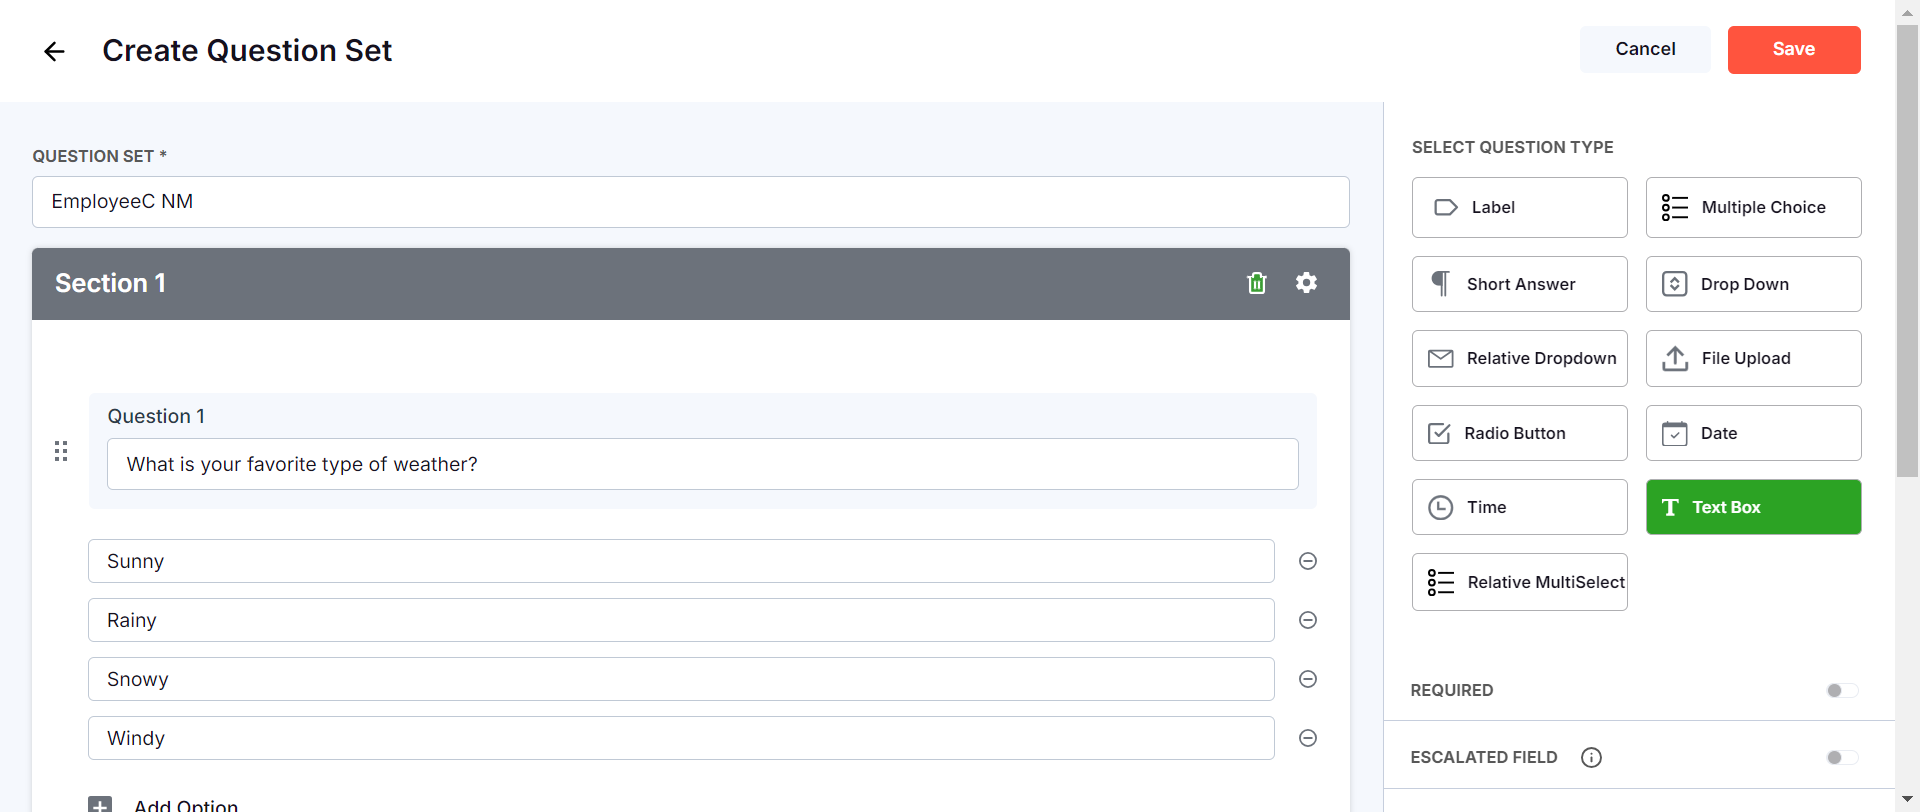 Create Question Set
Cancel
Save
QUESTION SET *
EmployeeC NM
Section 1
Question 1
What is your favorite type of weather?
Sunny
Rainy
Snowy
Windy
Add Option
SELECT QUESTION TYPE
Label
Multiple Choice
Short Answer
Drop Down
Relative Dropdown
File Upload
Radio Button
Date
Time
Text Box
Relative MultiSelect
REQUIRED
ESCALATED FIELD